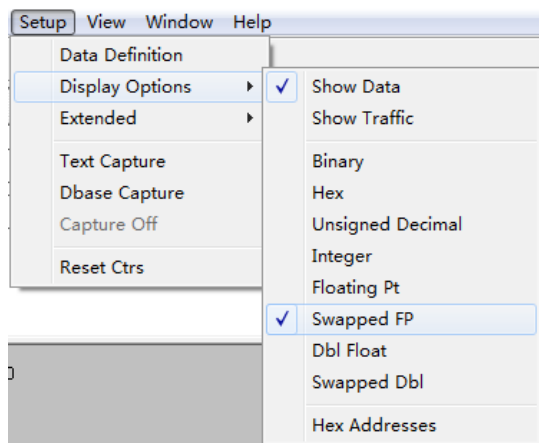 Setup View Window Help
Data Definition
Display Options
Extended
Text Capture
Dbase Capture
Capture Off
Reset Ctrs
Show Data
Show Traffic
Binary
Hex
Unsigned Decimal
Integer
Floating Pt
Swapped FP
Dbl Float
Swapped Dbl
Hex Addresses